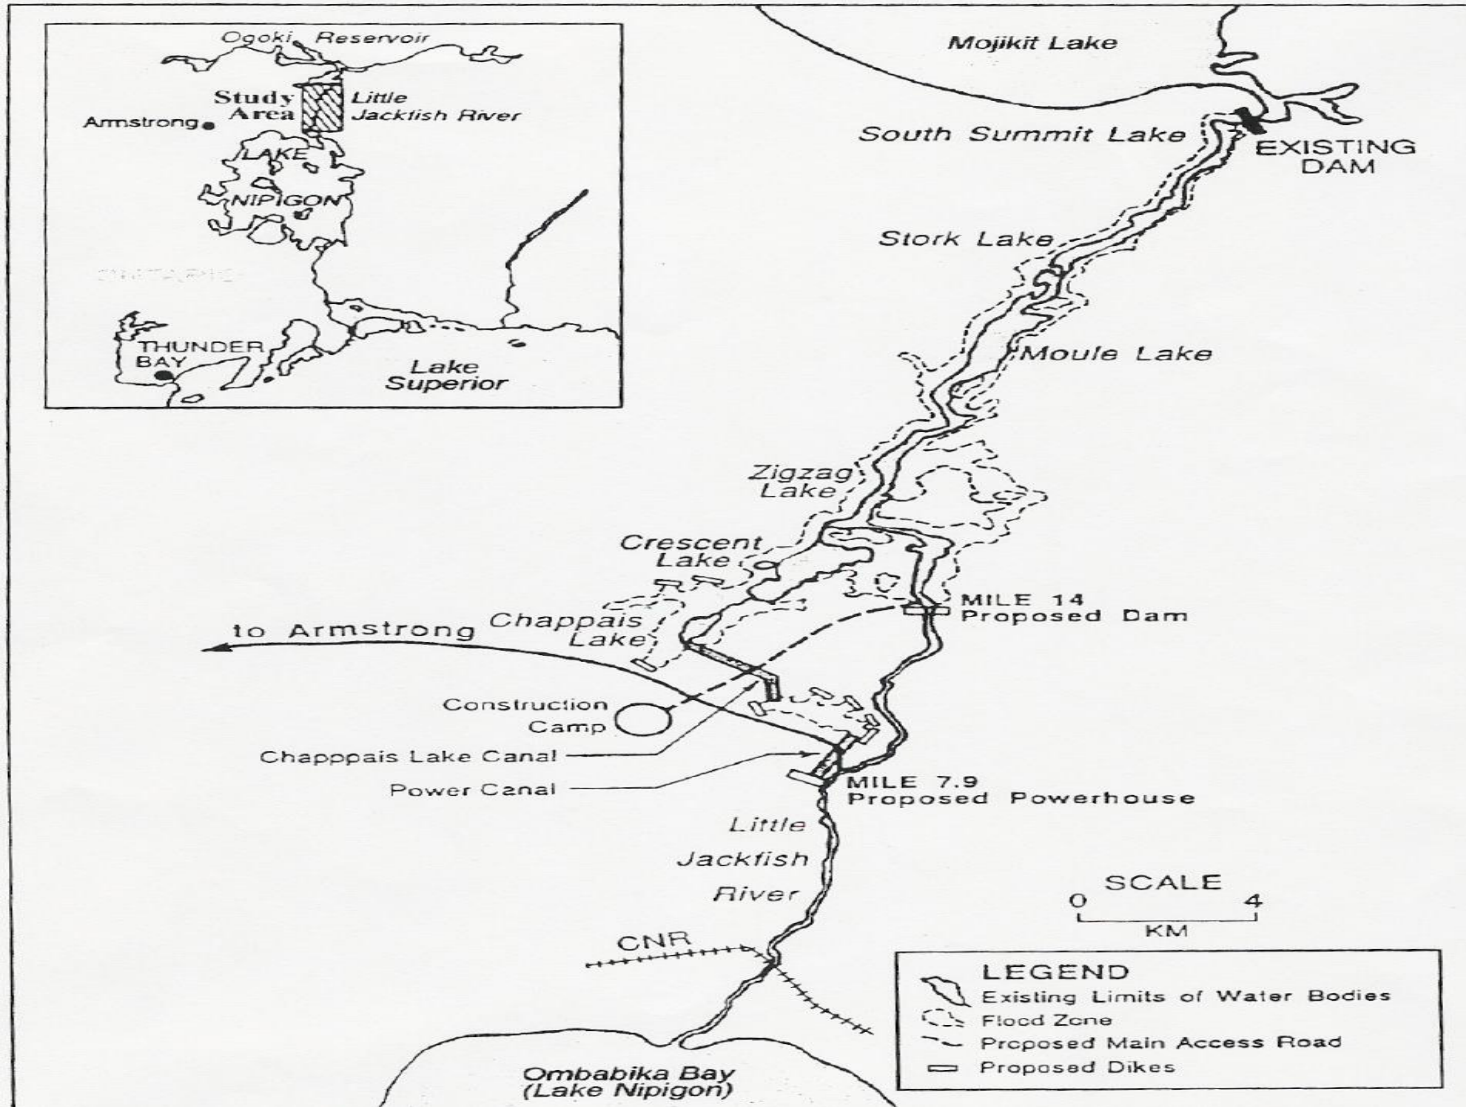 Ogoki Reservoir
Study
Area
Little
Jackfish River
Armstrong
LAKE
NIPIGON
THUNDER
BAY
Lake
Superior
Mojikit Lake
South Summit Lake
EXISTING
DAM
Stork Lake
Moule Lake
Zigzag
Lake
Crescent
Lake
MILE 14
Proposed Dam
Chappais
Lake
to Armstrong
Construction
Camp
Chapppais Lake Canal
Power Canal
MILE 7.9
Proposed Powerhouse
Little
Jackfish
River
CNR
SCALE
0 4
KM
LEGEND
Existing Limits of Water Bodies
Flood Zone
Proposed Main Access Road
Proposed Dikes
Ombabika Bay
(Lake Nipigon)